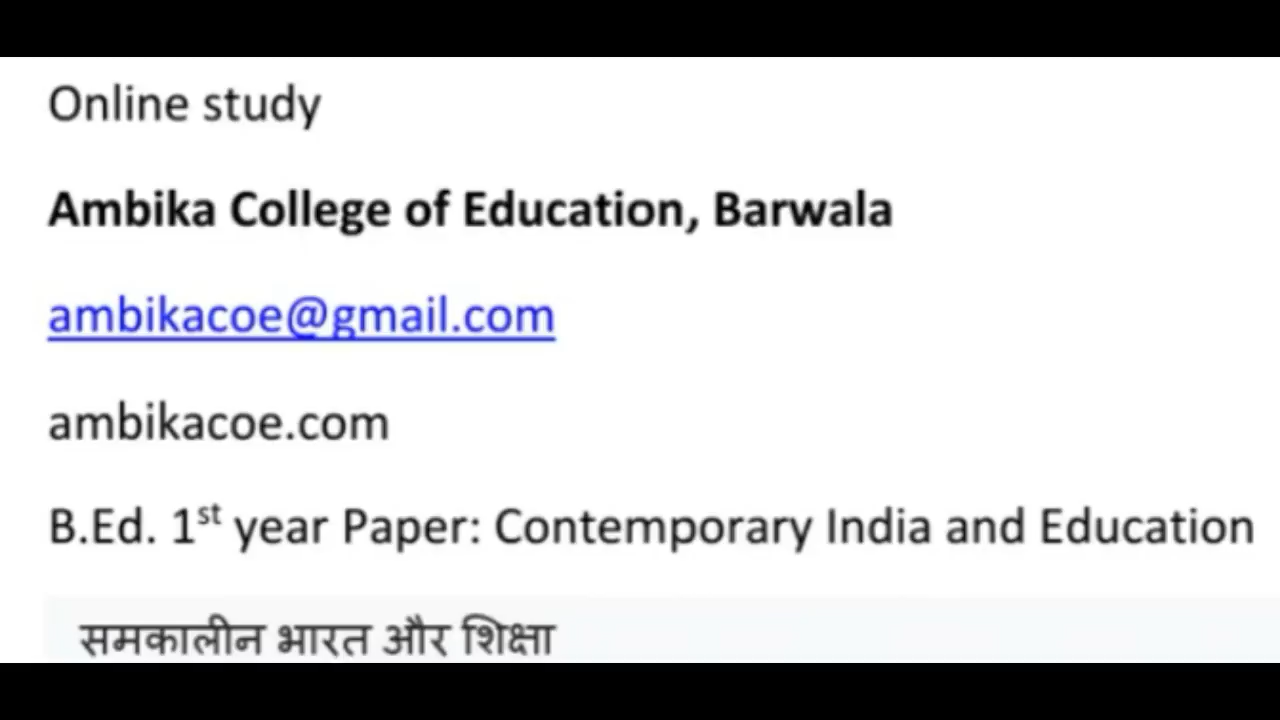 Online study
Ambika College of Education, Barwala
ambikacoe@gmail.com
ambikacoe.com
B.Ed. 1st year Paper: Contemporary India and Education
समकालीन भारत और शिक्षा